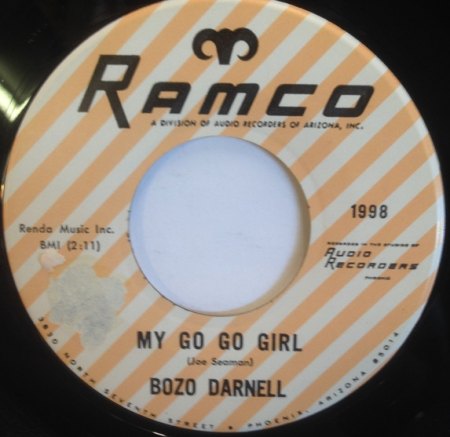 RAMCO
A DIVISION OF AUDIO RECORDERS OF ARIZONA, INC.
Renda Music Inc.
BMI (2:11)
1998
RECORDED IN THE STUDIOS OF
AUDIO
RECORDERS
PHOENIX
MY GO GO GIRL
(Joe Seaman)
BOZO DARNELL
3830 NORTH SEVENTH STREET PHOENIX, ARIZONA 85014